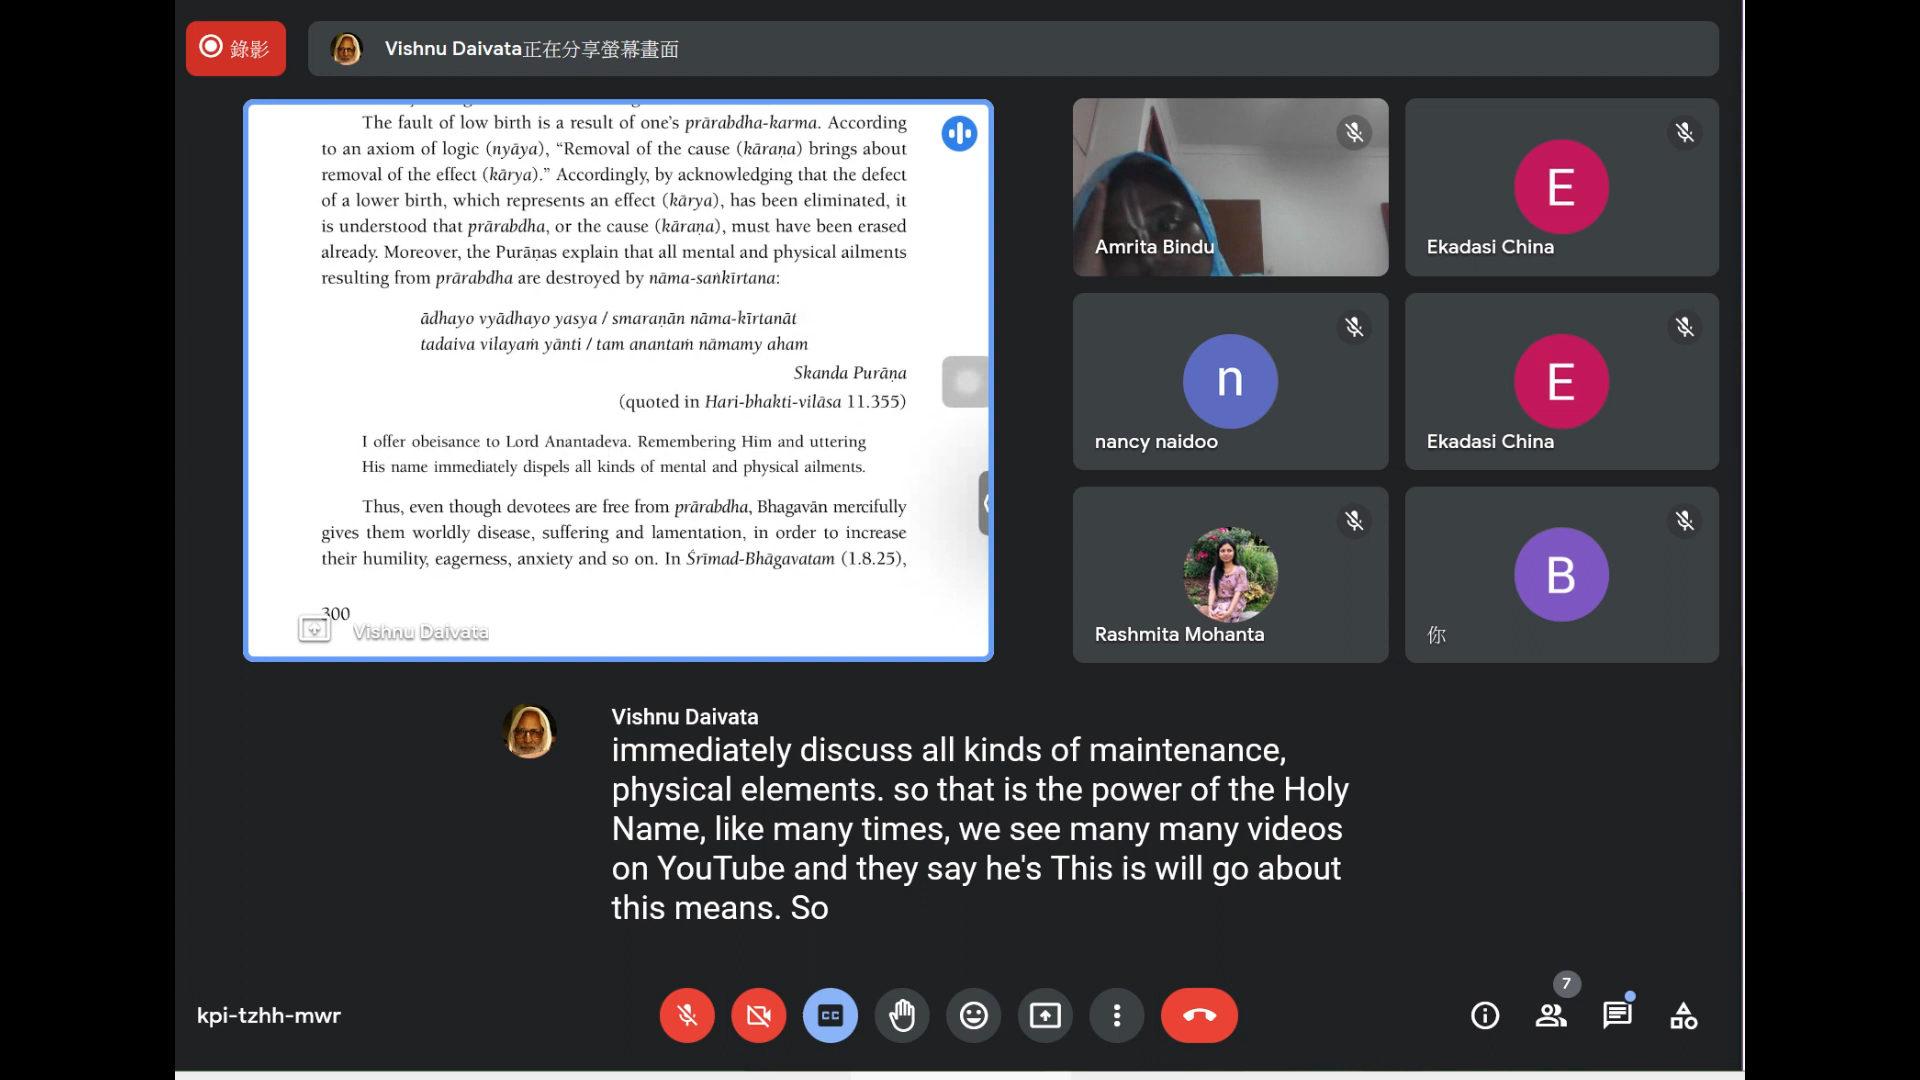 錄影
Vishnu Daivata正在分享螢幕畫面
The fault of low birth is a result of one's prārabdha-karma. According
to an axiom of logic (nyāya), “Removal of the cause (kāraṇa) brings about
removal of the effect (kārya).” Accordingly, by acknowledging that the defect
of a lower birth, which represents an effect (kārya), has been eliminated, it
is understood that prārabdha, or the cause (kāraṇa), must have been erased
already. Moreover, the Purāṇas explain that all mental and physical ailments
resulting from prārabdha are destroyed by nāma-saṅkīrtana:
ādhayo vyādhayo yasya / smaraṇān nāma-kīrtanāt
tadaiva vilayaṁ yānti / tam anantaṁ nāmamy aham
Skanda Purāṇa
(quoted in Hari-bhakti-vilāsa 11.355)
I offer obeisance to Lord Anantadeva. Remembering Him and uttering
His name immediately dispels all kinds of mental and physical ailments.
Thus, even though devotees are free from prārabdha, Bhagavān mercifully
gives them worldly disease, suffering and lamentation, in order to increase
their humility, eagerness, anxiety and so on. In Śrīmad-Bhāgavatam (1.8.25),
300
Vishnu Daivata
Amrita Bindu
E
Ekadasi China
n
nancy naidoo
E
Ekadasi China
Rashmita Mohanta
B
你
Vishnu Daivata
immediately discuss all kinds of maintenance,
physical elements. so that is the power of the Holy
Name, like many times, we see many many videos
on YouTube and they say he's This is will go about
this means. So
kpi-tzhh-mwr
CC
7